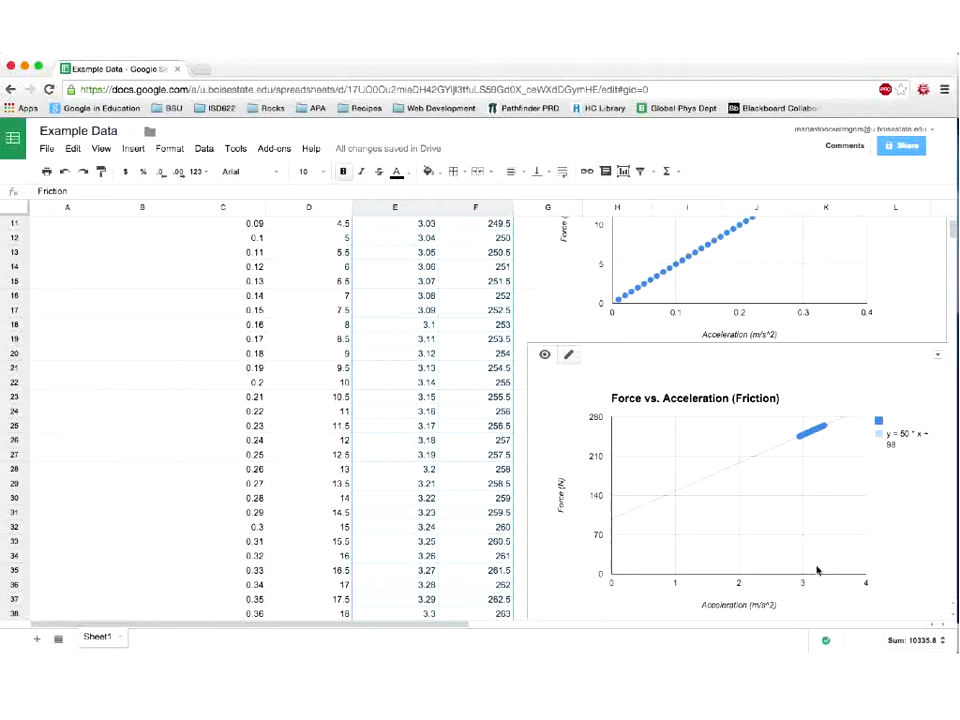 Example Data - Google S
https://docs.google.com/a/u.boisestate.edu/spreadsheets/d/
Apps Google in Education BSU ISD622 Rocks APA Recipes Web Development Pathfinder PRD HC Library Global Phys Dept Blackboard Collabo
Example Data
File Edit View Insert Format Data Tools Add-ons Help All changes saved in Drive
Comments Share
$ % .0 .00 123 Arial 10 B I S A Σ
fx Friction
A B C D E F G H I J K L
11 0.09 4.5 3.03 249.5
12 0.1 5 3.04 250
13 0.11 5.5 3.05 250.5
14 0.12 6 3.06 251
15 0.13 6.5 3.07 251.5
16 0.14 7 3.08 252
17 0.15 7.5 3.09 252.5
18 0.16 8 3.1 253
19 0.17 8.5 3.11 253.5
20 0.18 9 3.12 254
21 0.19 9.5 3.13 254.5
22 0.2 10 3.14 255
23 0.21 10.5 3.15 255.5
24 0.22 11 3.16 256
25 0.23 11.5 3.17 256.5
26 0.24 12 3.18 257
27 0.25 12.5 3.19 257.5
28 0.26 13 3.2 258
29 0.27 13.5 3.21 258.5
30 0.28 14 3.22 259
31 0.29 14.5 3.23 259.5
32 0.3 15 3.24 260
33 0.31 15.5 3.25 260.5
34 0.32 16 3.26 261
35 0.33 16.5 3.27 261.5
36 0.34 17 3.28 262
37 0.35 17.5 3.29 262.5
38 0.36 18 3.3 263
Force (
10
5
0
0 0.1 0.2 0.3 0.4
Acceleration (m/s^2)
Force vs. Acceleration (Friction)
Force (N)
280
210
140
70
0
0 1 2 3 4
Acceleration (m/s^2)
y = 50 * x +
98
Sheet1
Sum: 10335.8